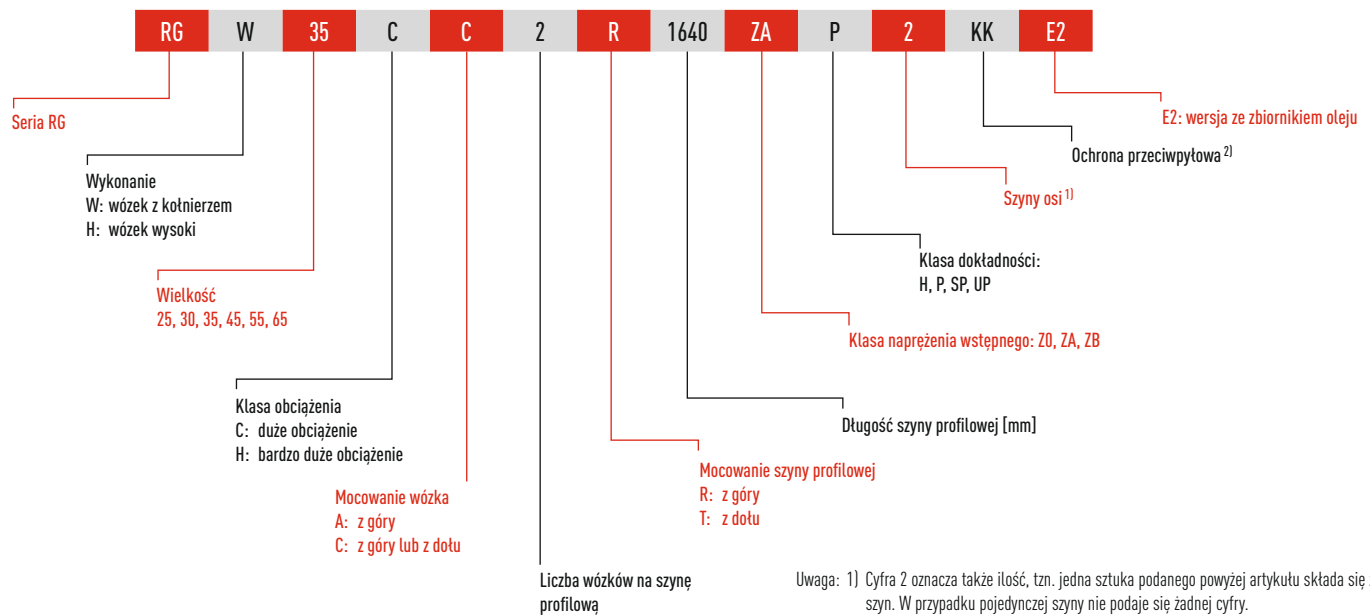 RG W 35 C C 2 R 1640 ZA P 2 KK E2
Seria RG
E2: wersja ze zbiornikiem oleju
Ochrona przeciwpyłowa 2)
Wykonanie
W: wózek z kołnierzem
H: wózek wysoki
Szyny osi 1)
Klasa dokładności:
H, P, SP, UP
Wielkość
25, 30, 35, 45, 55, 65
Klasa naprężenia wstępnego: Z0, ZA, ZB
Klasa obciążenia
C: duże obciążenie
H: bardzo duże obciążenie
Długość szyny profilowej [mm]
Mocowanie szyny profilowej
R: z góry
T: z dołu
Mocowanie wózka
A: z góry
C: z góry lub z dołu
Liczba wózków na szynę
profilową
Uwaga: 1) Cyfra 2 oznacza także ilość, tzn. jedna sztuka podanego powyżej artykułu składa się
szyn. W przypadku pojedynczej szyny nie podaje się żadnej cyfry.